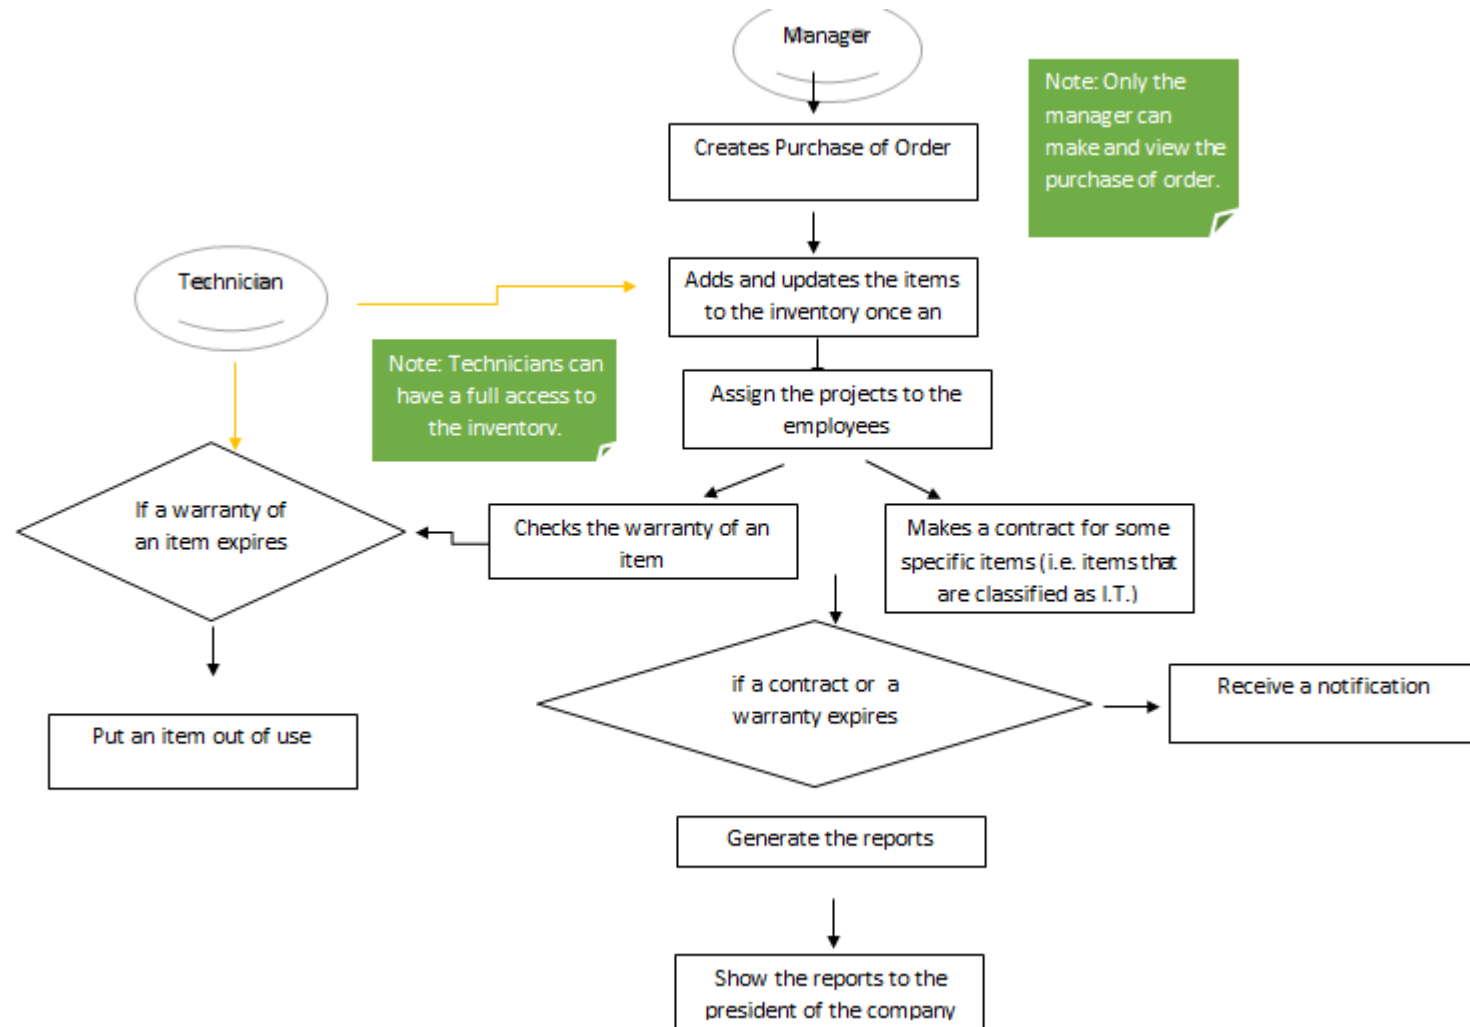 Manager
Note: Only the
manager can
make and view the
purchase of order.
Creates Purchase of Order
Technician
Adds and updates the items
to the inventory once an
Note: Technicians can
have a full access to
the inventory.
Assign the projects to the
employees
If a warranty of
an item expires
Checks the warranty of an
item
Makes a contract for some
specific items (i.e. items that
are classified as I.T.)
if a contract or a
warranty expires
Receive a notification
Put an item out of use
Generate the reports
Show the reports to the
president of the company